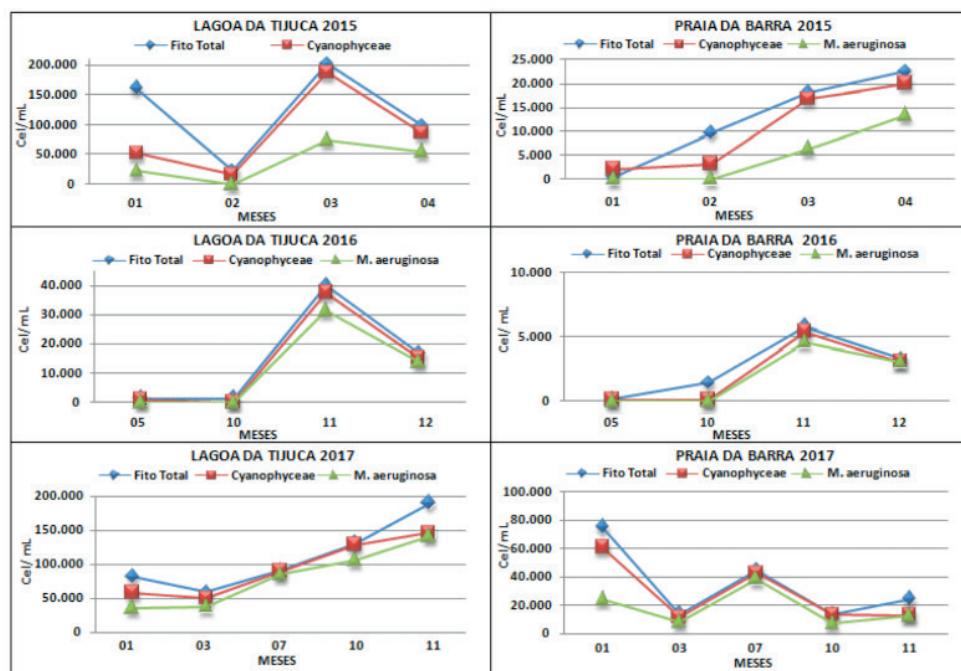 LAGOA DA TIJUCA 2015
Fito Total Cyanophyceae
Cel/mL
200.000
150.000
100.000
50.000
0
01 02 03 04
MESES
PRAIA DA BARRA 2015
Fito Total Cyanophyceae M. aeruginosa
Cel/mL
25.000
20.000
15.000
10.000
5.000
0
01 02 03 04
MESES
LAGOA DA TIJUCA 2016
Fito Total Cyanophyceae M. aeruginosa
Cel/ mL
40.000
30.000
20.000
10.000
0
05 10 11 12
MESES
PRAIA DA BARRA 2016
Fito Total Cyanophyceae M. aeruginosa
Cel/ mL
10.000
5.000
0
05 10 11 12
MESES
LAGOA DA TIJUCA 2017
Fito Total Cyanophyceae M. aeruginosa
Cel/ mL
200.000
150.000
100.000
50.000
0
01 03 07 10 11
MESES
PRAIA DA BARRA 2017
Fito Total Cyanophyceae M. aeruginosa
Cel/ mL
100.000
80.000
60.000
40.000
20.000
0
01 03 07 10 11
MESES